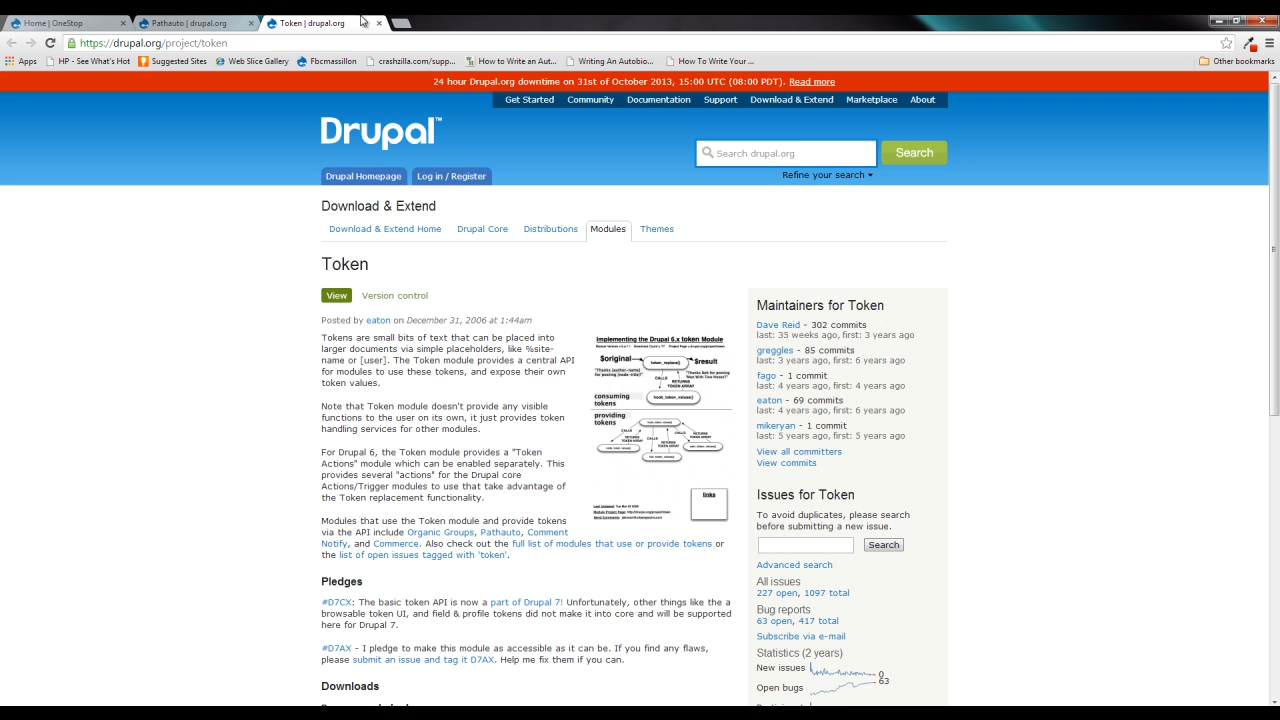 Home | OneStop
Pathauto | drupal.org
Token | drupal.org
https://drupal.org/project/token
Apps
HP - See What's Hot
Suggested Sites
Web Slice Gallery
Fbcmassillon
crashzilla.com/supp...
How to Write an Aut...
Writing An Autobio...
How To Write Your ...
Other bookmarks
24 hour Drupal.org downtime on 31st of October 2013, 15:00 UTC (08:00 PDT). Read more
Get Started Community Documentation Support Download & Extend Marketplace About
Drupal™
Search drupal.org
Search
Refine your search
Drupal Homepage
Log in / Register
Download & Extend
Download & Extend Home Drupal Core Distributions Modules Themes
Token
View Version control
Posted by eaton on December 31, 2006 at 1:44am
Tokens are small bits of text that can be placed into
larger documents via simple placeholders, like %site-
name or [user]. The Token module provides a central API
for modules to use these tokens, and expose their own
token values.
Note that Token module doesn't provide any visible
functions to the user on its own, it just provides token
handling services for other modules.
For Drupal 6, the Token module provides a "Token
Actions" module which can be enabled separately. This
provides several "actions" for the Drupal core
Actions/Trigger modules to use that take advantage of
the Token replacement functionality.
Modules that use the Token module and provide tokens
via the API include Organic Groups, Pathauto, Comment
Notify, and Commerce. Also check out the full list of modules that use or provide tokens or
the list of open issues tagged with 'token'.
Implementing the Drupal 6.x token Module
$original
token_replace()
$result
CALLS
RETURNS
TOKEN ARRAY
consuming
tokens
hook_token_values()
providing
tokens
CALLS
CALLS
CALLS
RETURNS
TOKEN ARRAY
RETURNS
TOKEN ARRAY
RETURNS
TOKEN ARRAY
links
Pledges
#D7CX: The basic token API is now a part of Drupal 7! Unfortunately, other things like the a
browsable token UI, and field & profile tokens did not make it into core and will be supported
here for Drupal 7.
#D7AX - I pledge to make this module as accessible as it can be. If you find any flaws,
please submit an issue and tag it D7AX. Help me fix them if you can.
Downloads
Maintainers for Token
Dave Reid - 302 commits
last: 35 weeks ago, first: 3 years ago
greggles - 85 commits
last: 3 years ago, first: 6 years ago
fago - 1 commit
last: 4 years ago, first: 4 years ago
eaton - 69 commits
last: 4 years ago, first: 6 years ago
mikeryan - 1 commit
last: 5 years ago, first: 5 years ago
View all committers
View commits
Issues for Token
To avoid duplicates, please search
before submitting a new issue.
Search
Advanced search
All issues
227 open, 1097 total
Bug reports
63 open, 417 total
Subscribe via e-mail
Statistics (2 years)
New issues 0
Open bugs 63